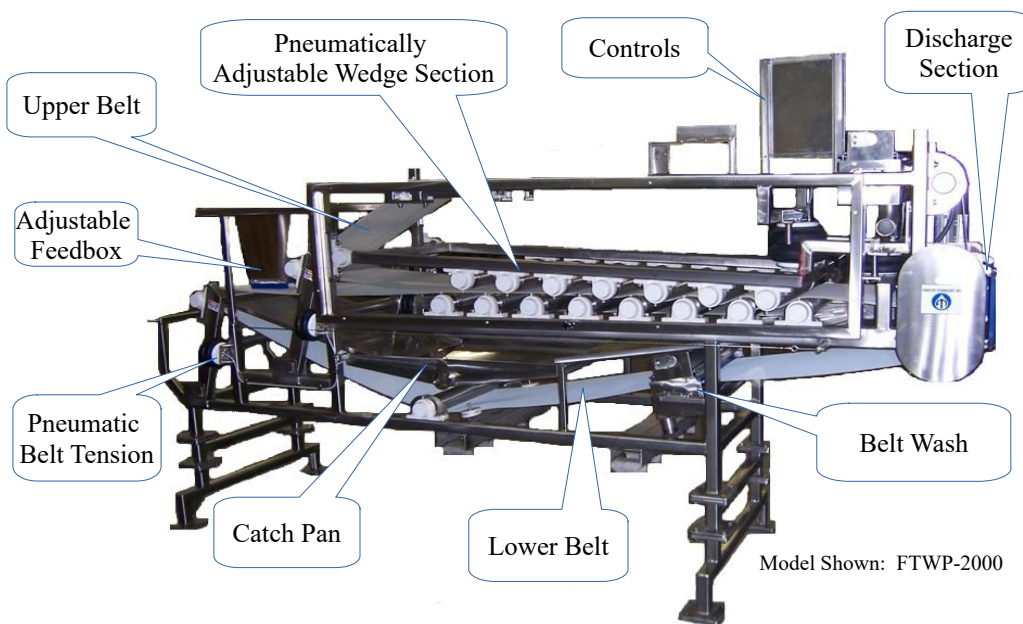 Pneumatically
Adjustable Wedge Section
Controls
Discharge
Section
Upper Belt
Adjustable
Feedbox
Pneumatic
Belt Tension
Catch Pan
Lower Belt
Belt Wash
Model Shown: FTWP-2000